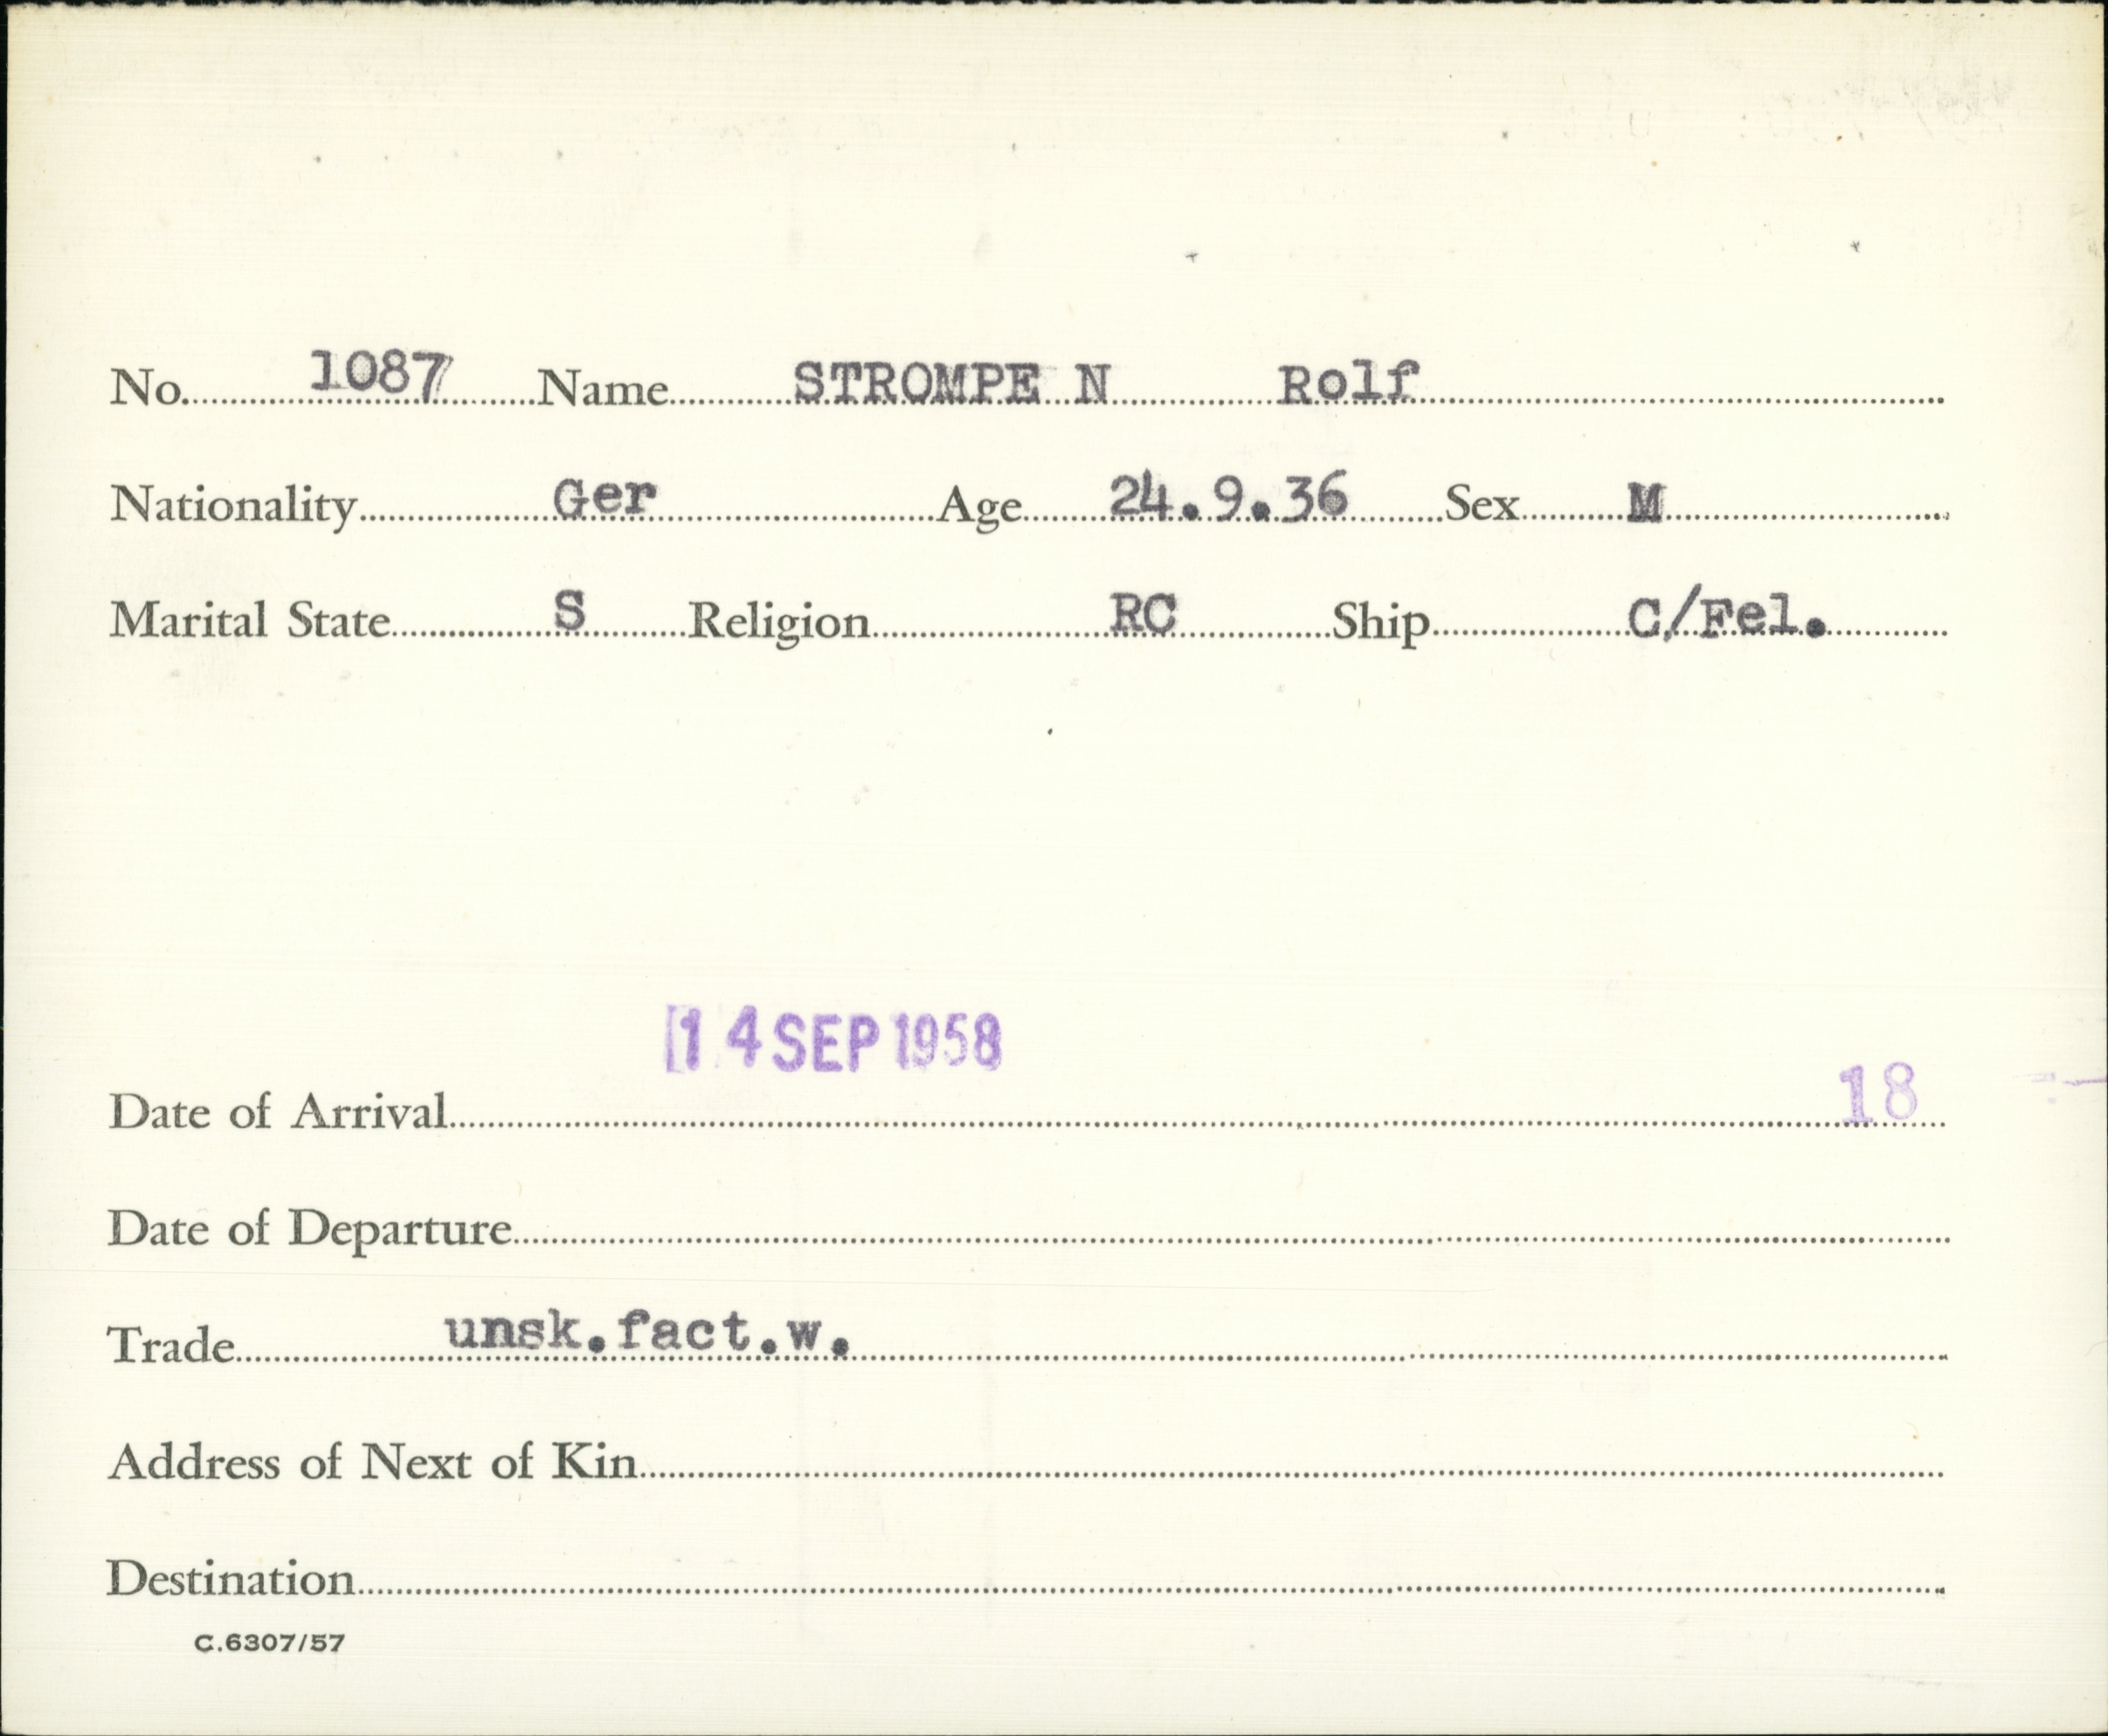 No. 1087 Name STROMPE N Rolf
Nationality Ger Age 24.9.36 Sex M
Marital State S Religion RC Ship C/Fel.
14 SEP 1958
Date of Arrival 18
Date of Departure
Trade unsk.fact.w.
Address of Next of Kin
Destination
C.6307/57